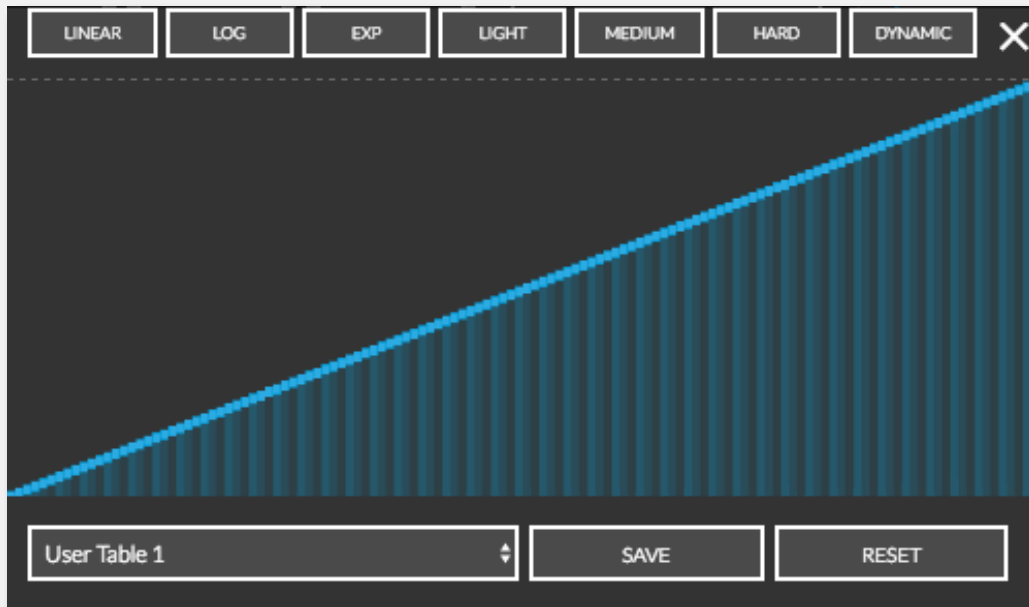 LINEAR LOG EXP LIGHT MEDIUM HARD DYNAMIC
User Table 1 SAVE RESET